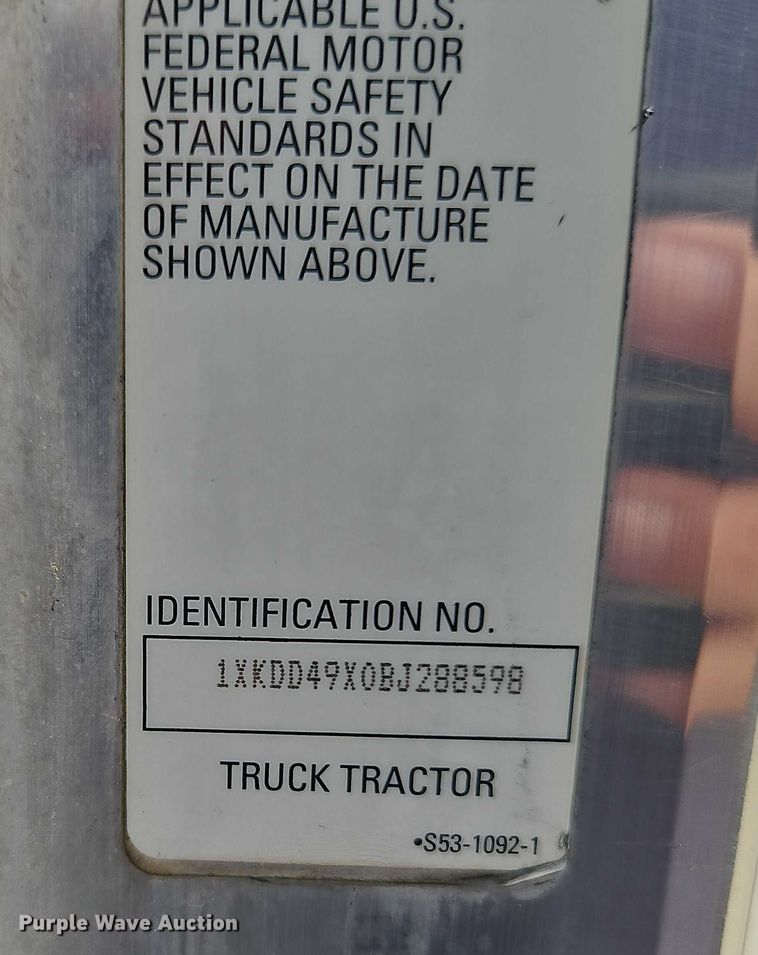 APPLICABLE U.S.
FEDERAL MOTOR
VEHICLE SAFETY
STANDARDS IN
EFFECT ON THE DATE
OF MANUFACTURE
SHOWN ABOVE.
IDENTIFICATION NO.
1XKDD49X0BJ288598
TRUCK TRACTOR
•S53-1092-1
Purple Wave Auction